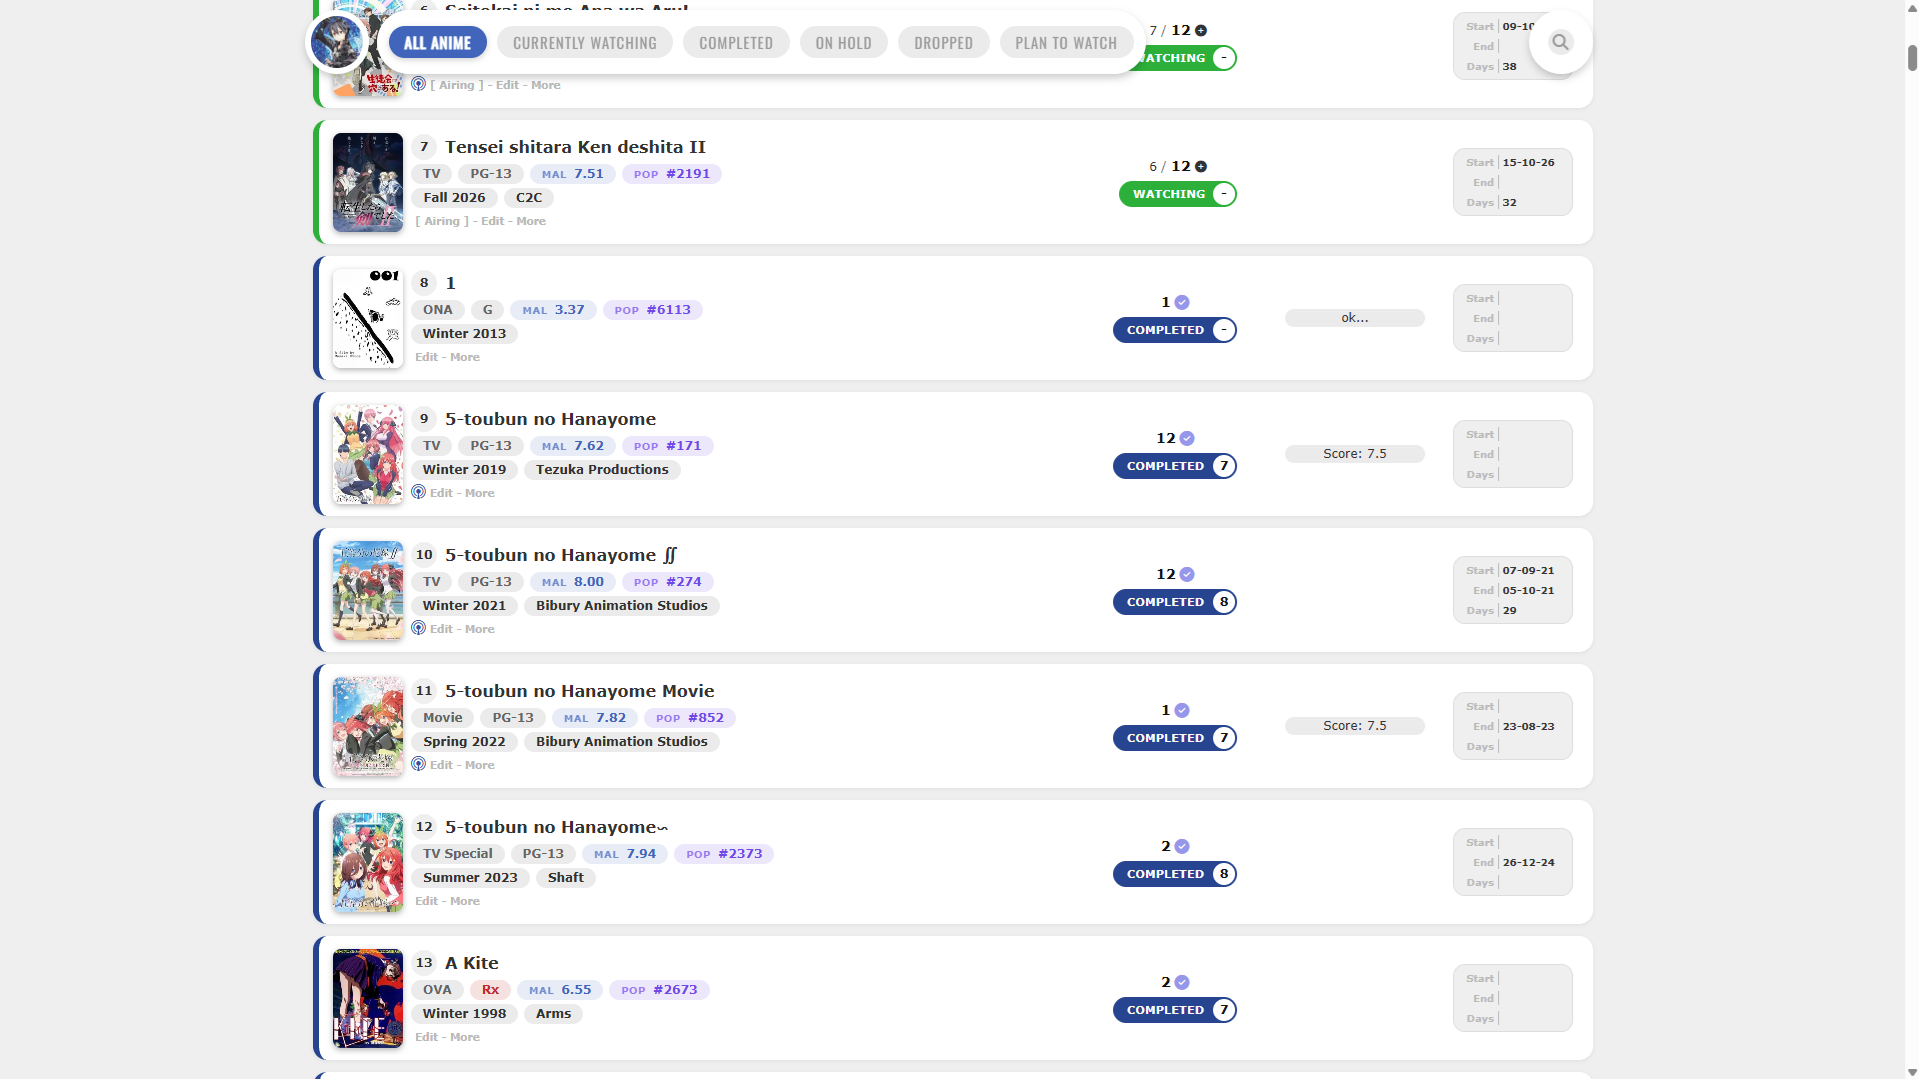 ALL ANIME
CURRENTLY WATCHING
COMPLETED
ON HOLD
DROPPED
PLAN TO WATCH
6 Seitokai ni mo Ana wa Aru!
[ Airing ] - Edit - More
7 / 12
WATCHING -
Start 09-10
End
Days 38
7 Tensei shitara Ken deshita II
TV PG-13 MAL 7.51 POP #2191
Fall 2026 C2C
[ Airing ] - Edit - More
6 / 12
WATCHING -
Start 15-10-26
End
Days 32
8 1
ONA G MAL 3.37 POP #6113
Winter 2013
Edit - More
1
COMPLETED -
ok...
Start
End
Days
9 5-toubun no Hanayome
TV PG-13 MAL 7.62 POP #171
Winter 2019 Tezuka Productions
Edit - More
12
COMPLETED 7
Score: 7.5
Start
End
Days
10 5-toubun no Hanayome ∬
TV PG-13 MAL 8.00 POP #274
Winter 2021 Bibury Animation Studios
Edit - More
12
COMPLETED 8
Start 07-09-21
End 05-10-21
Days 29
11 5-toubun no Hanayome Movie
Movie PG-13 MAL 7.82 POP #852
Spring 2022 Bibury Animation Studios
Edit - More
1
COMPLETED 7
Score: 7.5
Start
End 23-08-23
Days
12 5-toubun no Hanayome∽
TV Special PG-13 MAL 7.94 POP #2373
Summer 2023 Shaft
Edit - More
2
COMPLETED 8
Start
End 26-12-24
Days
13 A Kite
OVA Rx MAL 6.55 POP #2673
Winter 1998 Arms
Edit - More
2
COMPLETED 7
Start
End
Days